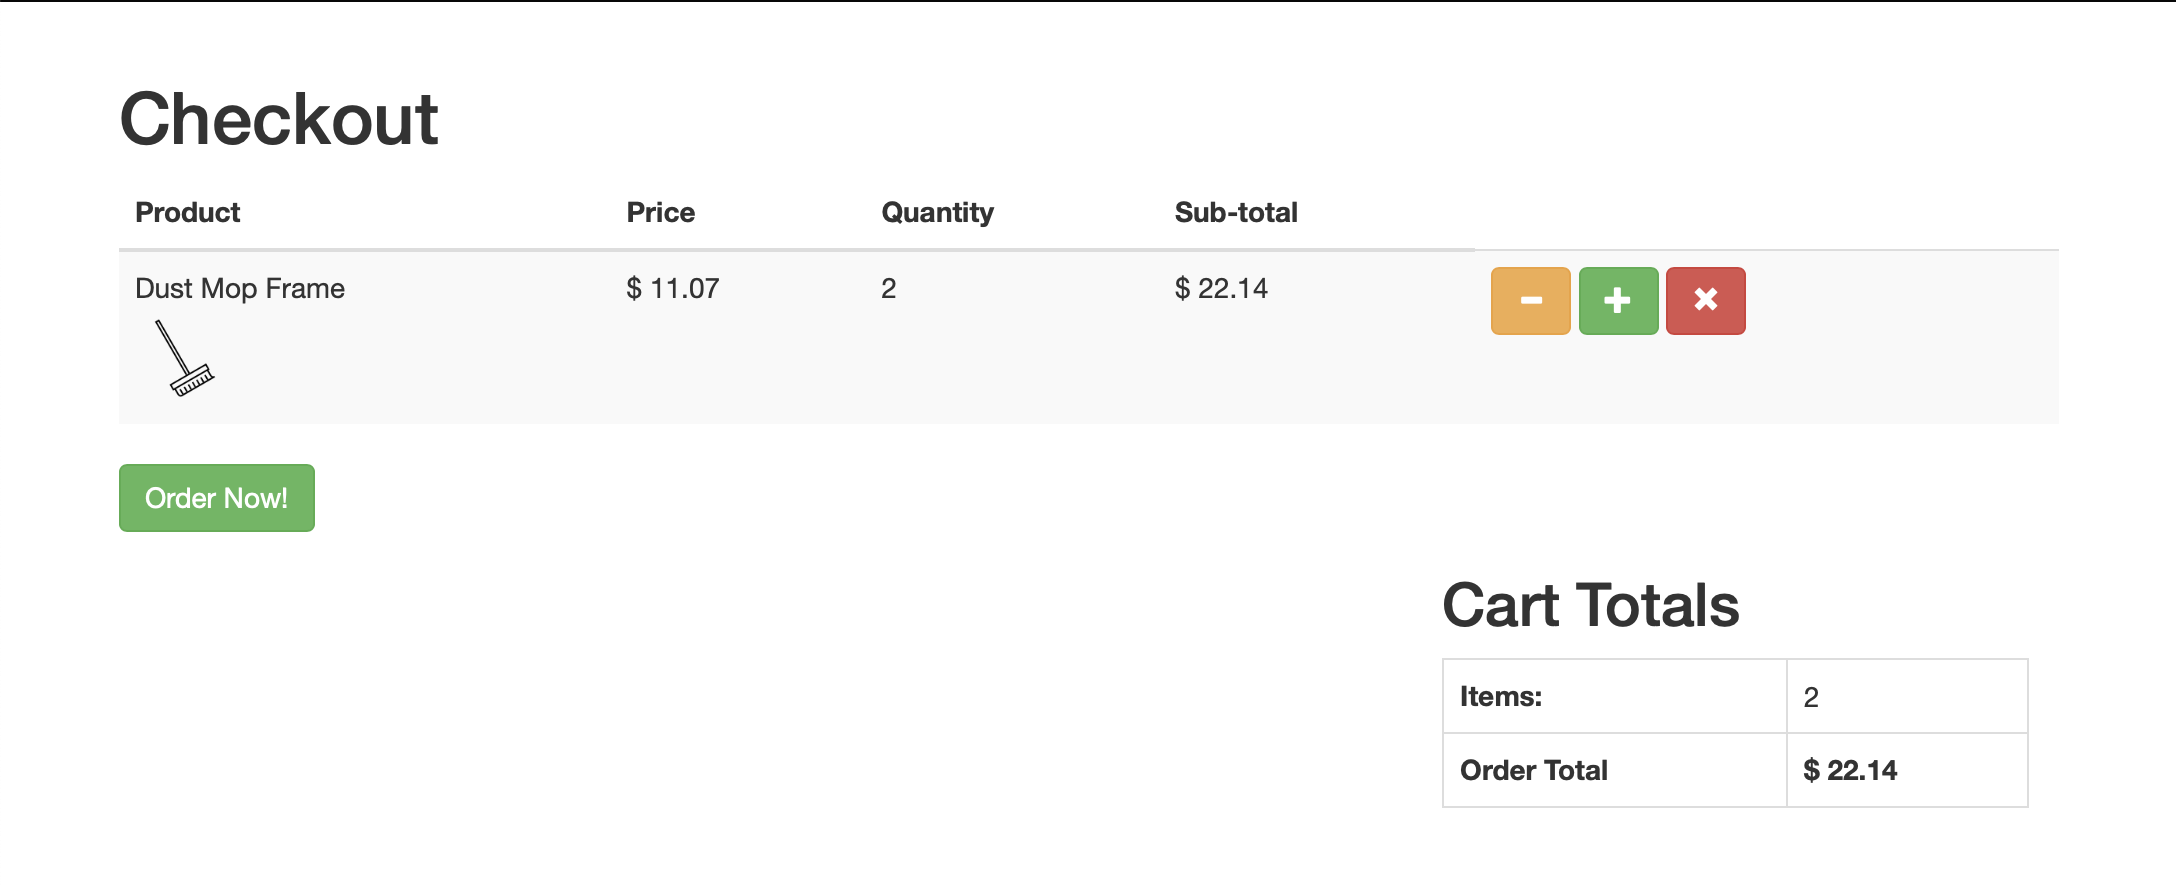 Checkout
Product Price Quantity Sub-total
Dust Mop Frame $ 11.07 2 $ 22.14
Order Now!
Cart Totals
Items: 2
Order Total $ 22.14